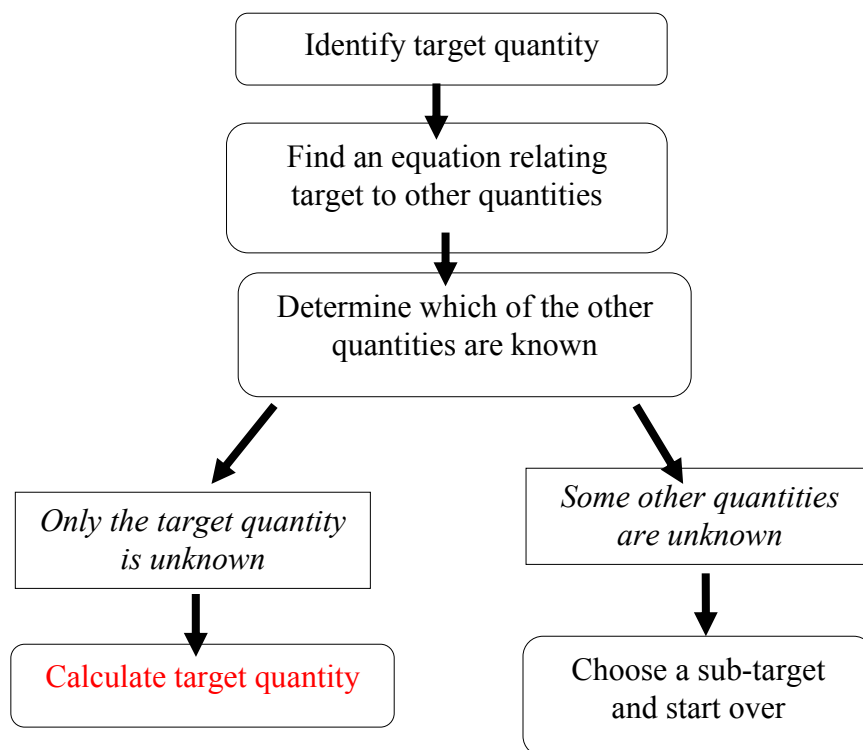 Identify target quantity
Find an equation relating
target to other quantities
Determine which of the other
quantities are known
Only the target quantity
is unknown
Some other quantities
are unknown
Calculate target quantity
Choose a sub-target
and start over